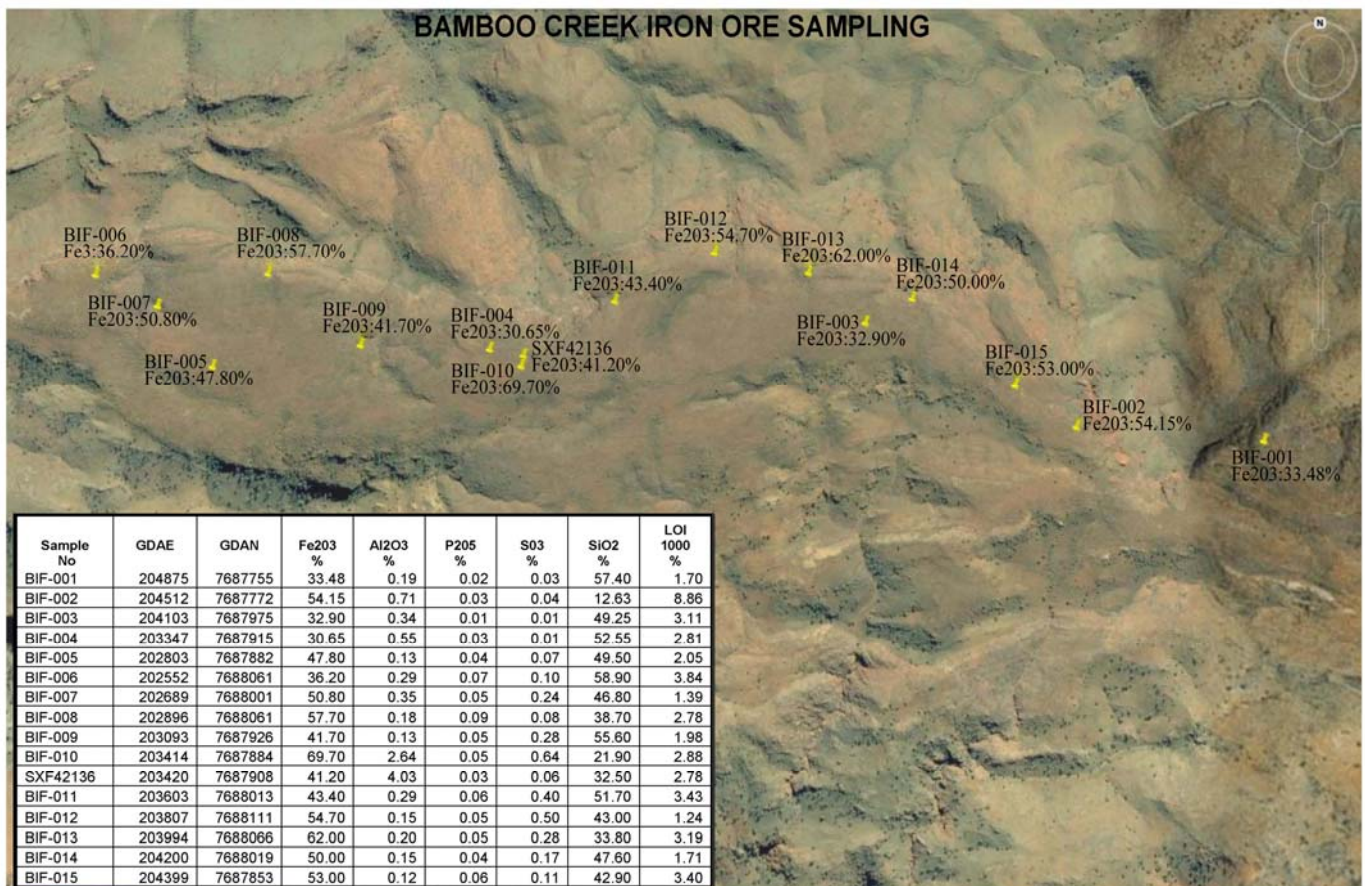 BAMBOO CREEK IRON ORE SAMPLING
N
BIF-006
Fe3:36.20%
BIF-008
Fe203:57.70%
BIF-012
Fe203:54.70%
BIF-013
Fe203:62.00%
BIF-011
Fe203:43.40%
BIF-014
Fe203:50.00%
BIF-007
Fe203:50.80%
BIF-009
Fe203:41.70%
BIF-004
Fe203:30.65%
BIF-003
Fe203:32.90%
SXF42136
Fe203:41.20%
BIF-005
Fe203:47.80%
BIF-010
Fe203:69.70%
BIF-015
Fe203:53.00%
BIF-002
Fe203:54.15%
BIF-001
Fe203:33.48%
Sample No GDAE GDAN Fe203 % Al2O3 % P205 % S03 % SiO2 % LOI 1000 %
BIF-001 204875 7687755 33.48 0.19 0.02 0.03 57.40 1.70
BIF-002 204512 7687772 54.15 0.71 0.03 0.04 12.63 8.86
BIF-003 204103 7687975 32.90 0.34 0.01 0.01 49.25 3.11
BIF-004 203347 7687915 30.65 0.55 0.03 0.01 52.55 2.81
BIF-005 202803 7687882 47.80 0.13 0.04 0.07 49.50 2.05
BIF-006 202552 7688061 36.20 0.29 0.07 0.10 58.90 3.84
BIF-007 202689 7688001 50.80 0.35 0.05 0.24 46.80 1.39
BIF-008 202896 7688061 57.70 0.18 0.09 0.08 38.70 2.78
BIF-009 203093 7687926 41.70 0.13 0.05 0.28 55.60 1.98
BIF-010 203414 7687884 69.70 2.64 0.05 0.64 21.90 2.88
SXF42136 203420 7687908 41.20 4.03 0.03 0.06 32.50 2.78
BIF-011 203603 7688013 43.40 0.29 0.06 0.40 51.70 3.43
BIF-012 203807 7688111 54.70 0.15 0.05 0.50 43.00 1.24
BIF-013 203994 7688066 62.00 0.20 0.05 0.28 33.80 3.19
BIF-014 204200 7688019 50.00 0.15 0.04 0.17 47.60 1.71
BIF-015 204399 7687853 53.00 0.12 0.06 0.11 42.90 3.40